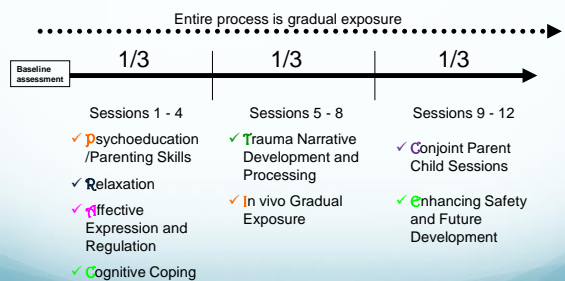 Entire process is gradual exposure
Baseline
assessment
1/3
1/3
1/3
Sessions 1 - 4
Psychoeducation
/Parenting Skills
Relaxation
Affective
Expression and
Regulation
Cognitive Coping
Sessions 5 - 8
Trauma Narrative
Development and
Processing
In vivo Gradual
Exposure
Sessions 9 - 12
Conjoint Parent
Child Sessions
enhancing Safety
and Future
Development